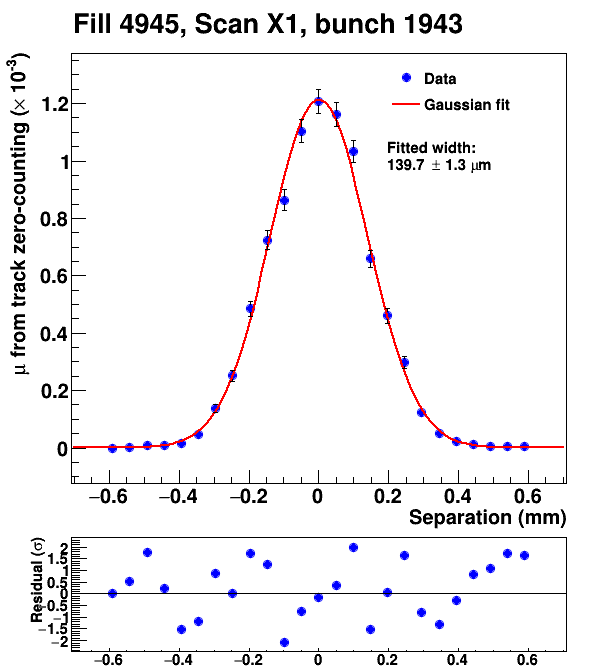 Fill 4945, Scan X1, bunch 1943
μ from track zero-counting (× 10⁻³)
Data
Gaussian fit
Fitted width:
139.7 ± 1.3 μm
1.2
1
0.8
0.6
0.4
0.2
0
−0.6 −0.4 −0.2 0 0.2 0.4 0.6
Separation (mm)
Residual (σ)
2
1.5
1
0.5
0
−0.5
−1
−1.5
−2
−0.6 −0.4 −0.2 0 0.2 0.4 0.6